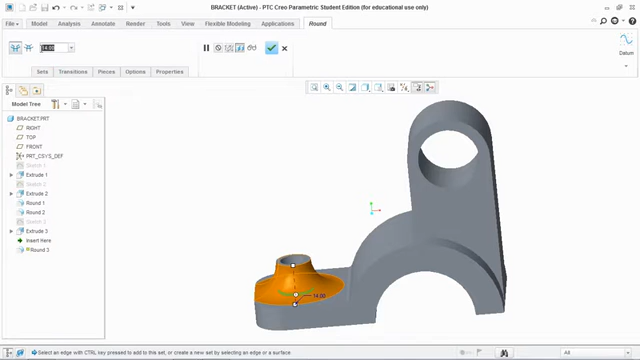 BRACKET (Active) - PTC Creo Parametric Student Edition (for educational use only)
File Model Analysis Annotate Render Tools View Flexible Modeling Applications Round
14.00
Datum
Sets Transitions Pieces Options Properties
Model Tree
BRACKET.PRT
RIGHT
TOP
FRONT
PRT_CSYS_DEF
Sketch 1
Extrude 1
Sketch 2
Extrude 2
Round 1
Round 2
Extrude 3
Insert Here
Round 3
14.00
Select an edge with CTRL key pressed to add to this set, or create a new set by selecting an edge or a surface
All